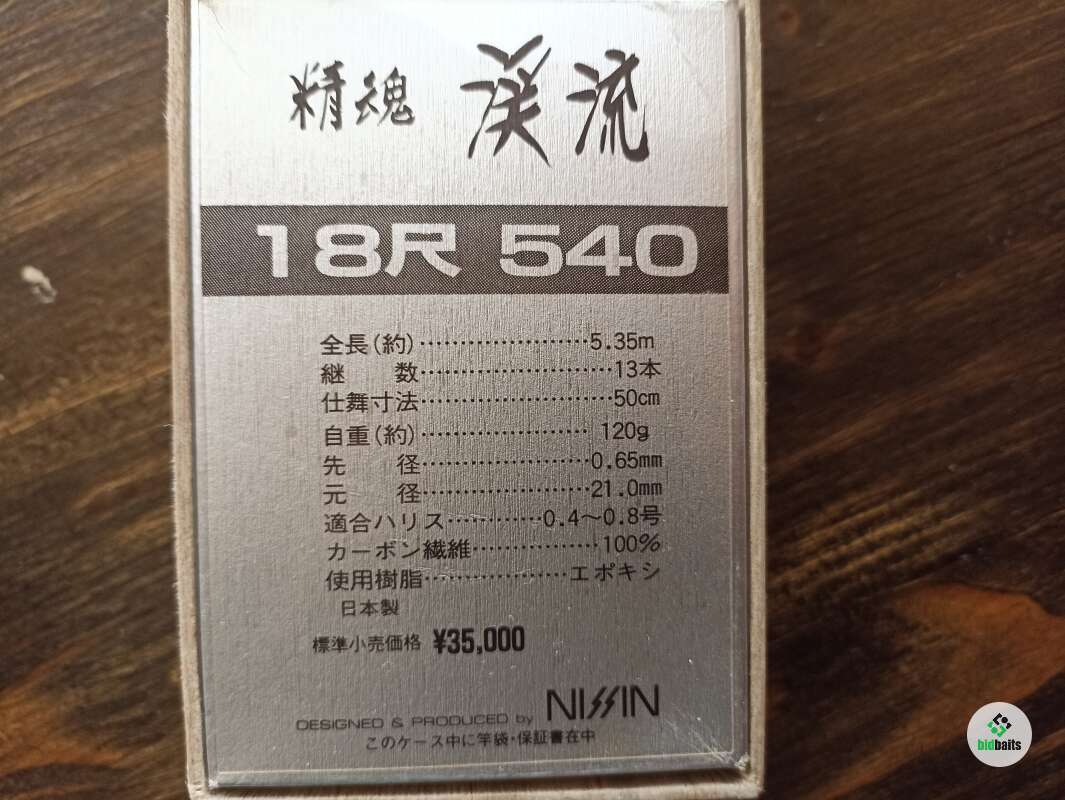 精魂 渓流
18尺 540
全長(約)…………………5.35m
継 数……………………13本
仕舞寸法……………………50cm
自重(約)………………… 120g
先 径…………………0.65mm
元 径…………………21.0mm
適合ハリス…………0.4〜0.8号
カーボン繊維……………100%
使用樹脂………………エポキシ
日本製
標準小売価格 ¥35,000
DESIGNED & PRODUCED by NISSIN
このケース中に竿袋・保証書在中
bidbaits